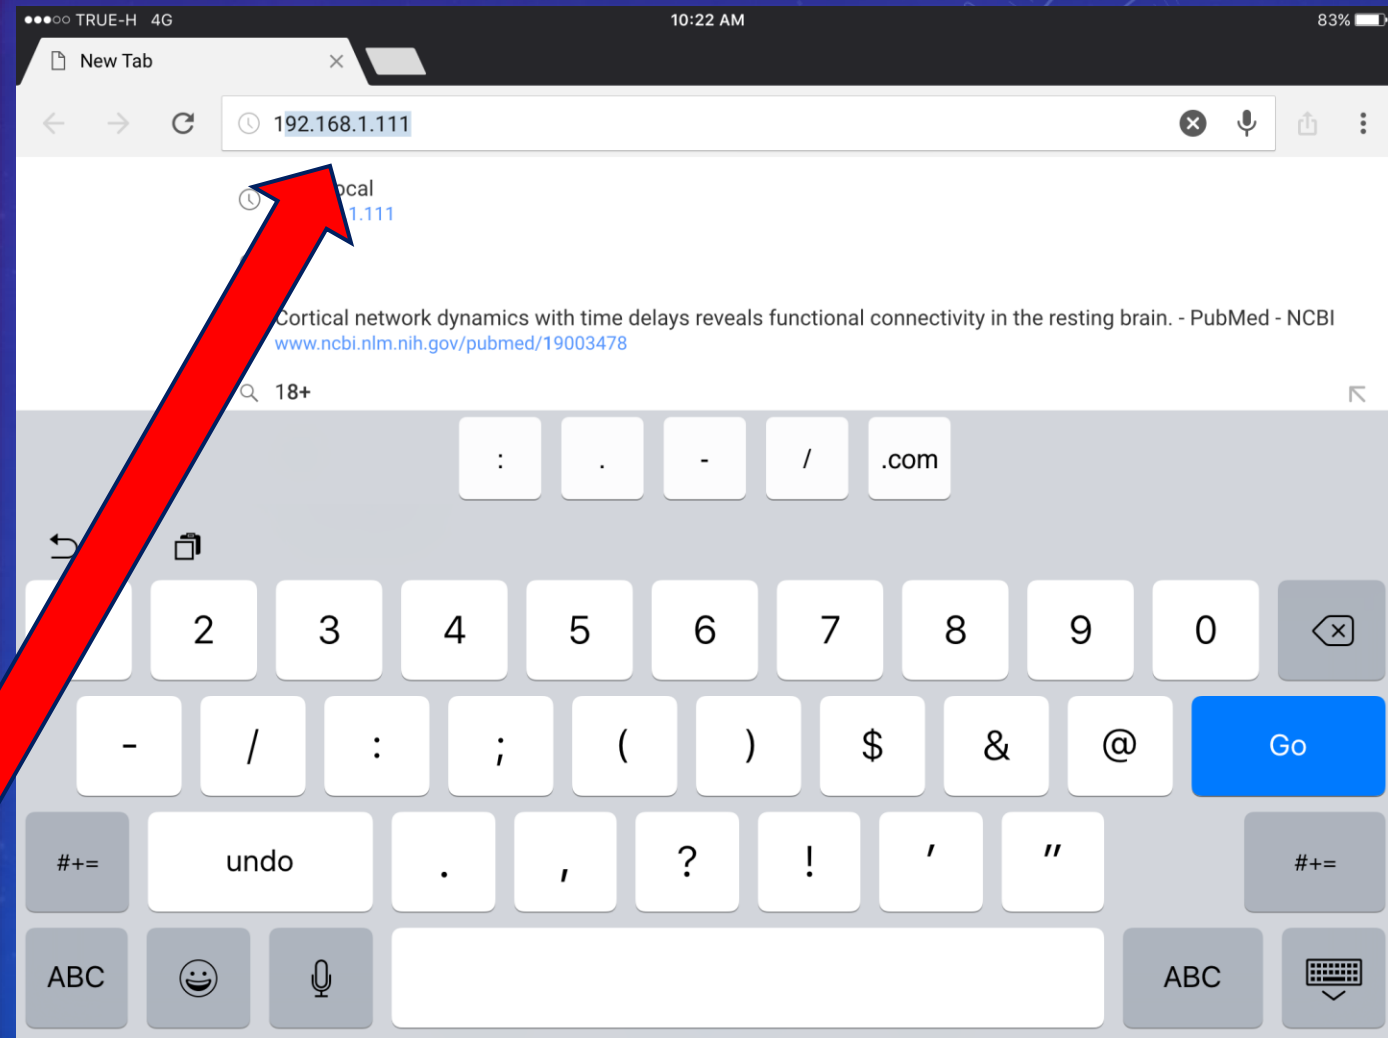 TRUE-H 4G 10:22 AM 83%
New Tab
192.168.1.111
1.111
Cortical network dynamics with time delays reveals functional connectivity in the resting brain. - PubMed - NCBI
www.ncbi.nlm.nih.gov/pubmed/19003478
18+
: . - / .com
2 3 4 5 6 7 8 9 0
- / : ; ( ) $ & @ Go
#+= undo . , ? ! ' " #+=
ABC ABC